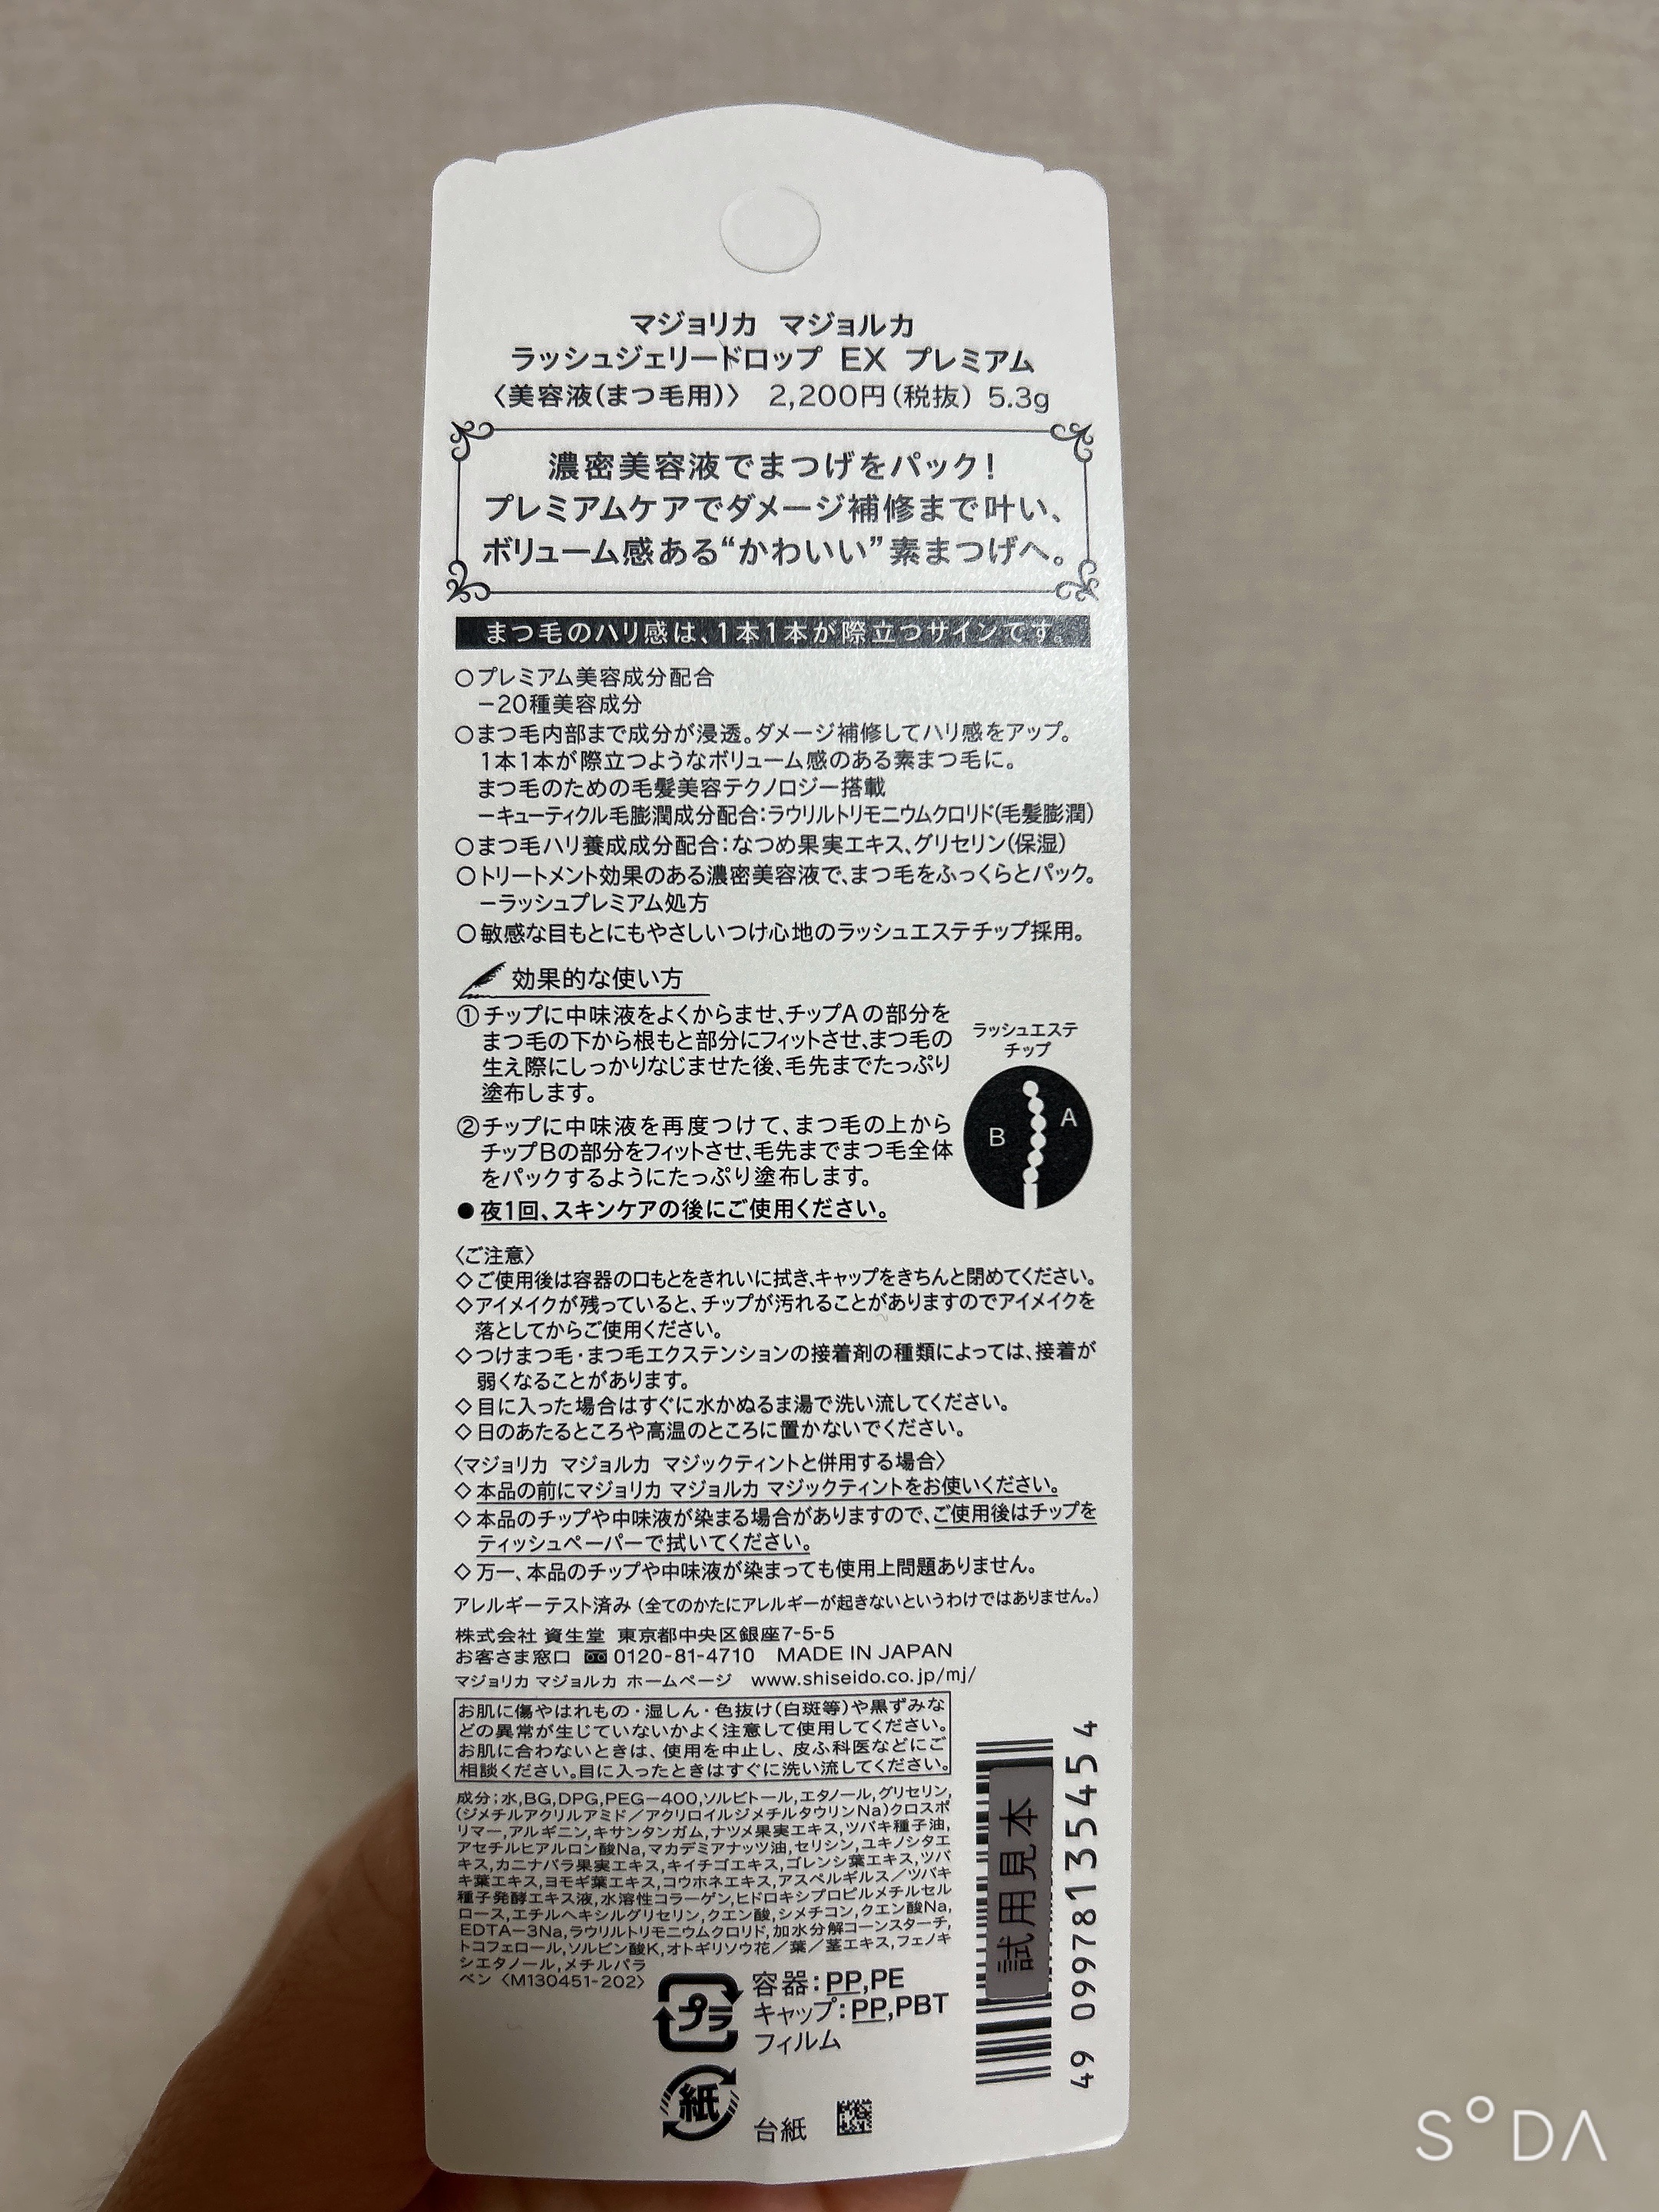 マジョリカ マジョルカ
ラッシュジェリードロップ EX プレミアム
〈美容液(まつ毛用)〉 2,200円(税抜) 5.3g
濃密美容液でまつげをパック!
プレミアムケアでダメージ補修まで叶い、
ボリューム感ある“かわいい”素まつげへ。
まつ毛のハリ感は、1本1本が際立つサインです。
○プレミアム美容成分配合
−20種美容成分
○まつ毛内部まで成分が浸透。ダメージ補修してハリ感をアップ。
1本1本が際立つようなボリューム感のある素まつ毛に。
まつ毛のための毛髪美容テクノロジー搭載
−キューティクル毛膨潤成分配合:ラウリルトリモニウムクロリド(毛髪膨潤)
○まつ毛ハリ養成成分配合:なつめ果実エキス、グリセリン(保湿)
○トリートメント効果のある濃密美容液で、まつ毛をふっくらとパック。
−ラッシュプレミアム処方
○敏感な目もとにもやさしいつけ心地のラッシュエステチップ採用。
効果的な使い方
①チップに中味液をよくからませ、チップAの部分を
まつ毛の下から根もと部分にフィットさせ、まつ毛の
生え際にしっかりなじませた後、毛先までたっぷり
塗布します。
②チップに中味液を再度つけて、まつ毛の上から
チップBの部分をフィットさせ、毛先までまつ毛全体
をパックするようにたっぷり塗布します。
●夜1回、スキンケアの後にご使用ください。
ラッシュエステ
チップ
A
B
〈ご注意〉
◇ご使用後は容器の口もとをきれいに拭き、キャップをきちんと閉めてください。
◇アイメイクが残っていると、チップが汚れることがありますのでアイメイクを
落としてからご使用ください。
◇つけまつ毛・まつ毛エクステンションの接着剤の種類によっては、接着が
弱くなることがあります。
◇目に入った場合はすぐに水かぬるま湯で洗い流してください。
◇日のあたるところや高温のところに置かないでください。
〈マジョリカ マジョルカ マジックティントと併用する場合〉
◇本品の前にマジョリカ マジョルカ マジックティントをお使いください。
◇本品のチップや中味液が染まる場合がありますので、ご使用後はチップを
ティッシュペーパーで拭いてください。
◇万一、本品のチップや中味液が染まっても使用上問題ありません。
アレルギーテスト済み(全てのかたにアレルギーが起きないというわけではありません。)
株式会社 資生堂 東京都中央区銀座7-5-5
お客さま窓口 0120-81-4710 MADE IN JAPAN
マジョリカ マジョルカ ホームページ www.shiseido.co.jp/mj/
お肌に傷やはれもの・湿しん・色抜け(白斑等)や黒ずみな
どの異常が生じていないかよく注意して使用してください。
お肌に合わないときは、使用を中止し、皮ふ科医などにご
相談ください。目に入ったときはすぐに洗い流してください。
成分;水,BG,DPG,PEG-400,ソルビトール,エタノール,グリセリン,
(ジメチルアクリルアミド/アクリロイルジメチルタウリンNa)クロスポ
リマー,アルギニン,キサンタンガム,ナツメ果実エキス,ツバキ種子油,
アセチルヒアルロン酸Na,マカデミアナッツ油,セリシン,ユキノシタエ
キス,カニナバラ果実エキス,キイチゴエキス,ゴレンシ葉エキス,ツバ
キ葉エキス,ヨモギ葉エキス,コウホネエキス,アスペルギルス/ツバキ
種子発酵エキス液,水溶性コラーゲン,ヒドロキシプロピルメチルセル
ロース,エチルヘキシルグリセリン,クエン酸,シメチコン,クエン酸Na,
EDTA-3Na,ラウリルトリモニウムクロリド,加水分解コーンスターチ,
トコフェロール,ソルビン酸K,オトギリソウ花/葉/茎エキス,フェノキ
シエタノール,メチルパラ
ベン〈M130451-202〉
プラ
容器:PP,PE
キャップ:PP,PBT
フィルム
紙
台紙
試用見本
4909978135454
S°DA